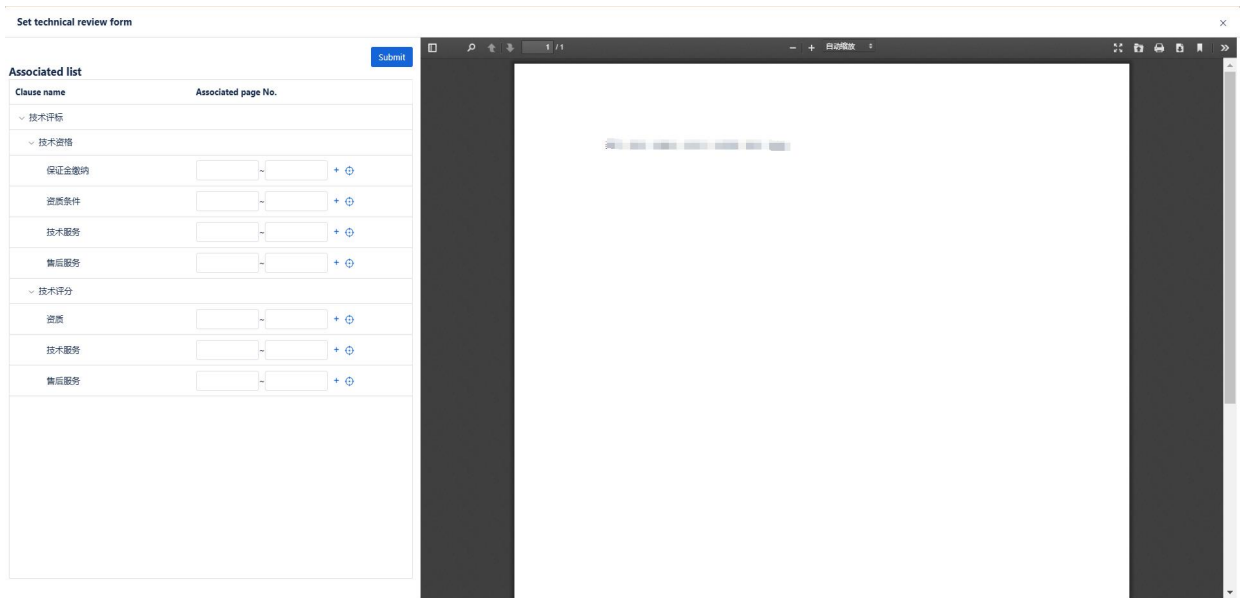 Set technical review form
Submit
Associated list
Clause name Associated page No.
技术评标
技术资格
保证金缴纳 ~
资质条件 ~
技术服务 ~
售后服务 ~
技术评分
资质 ~
技术服务 ~
售后服务 ~
1 / 1
自动缩放